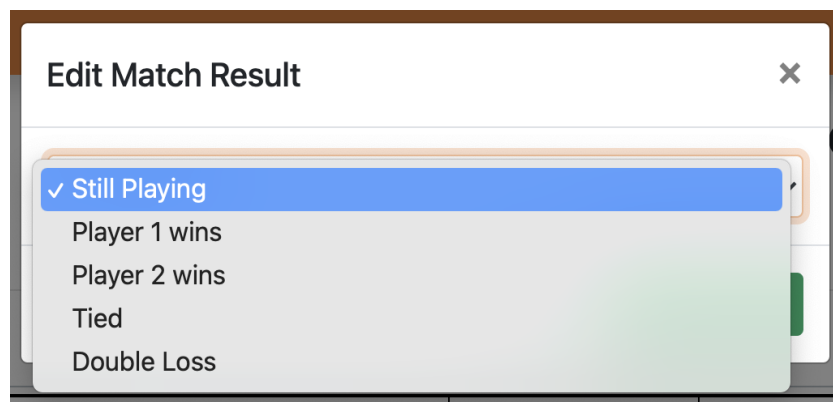 Edit Match Result
×
✓ Still Playing
Player 1 wins
Player 2 wins
Tied
Double Loss